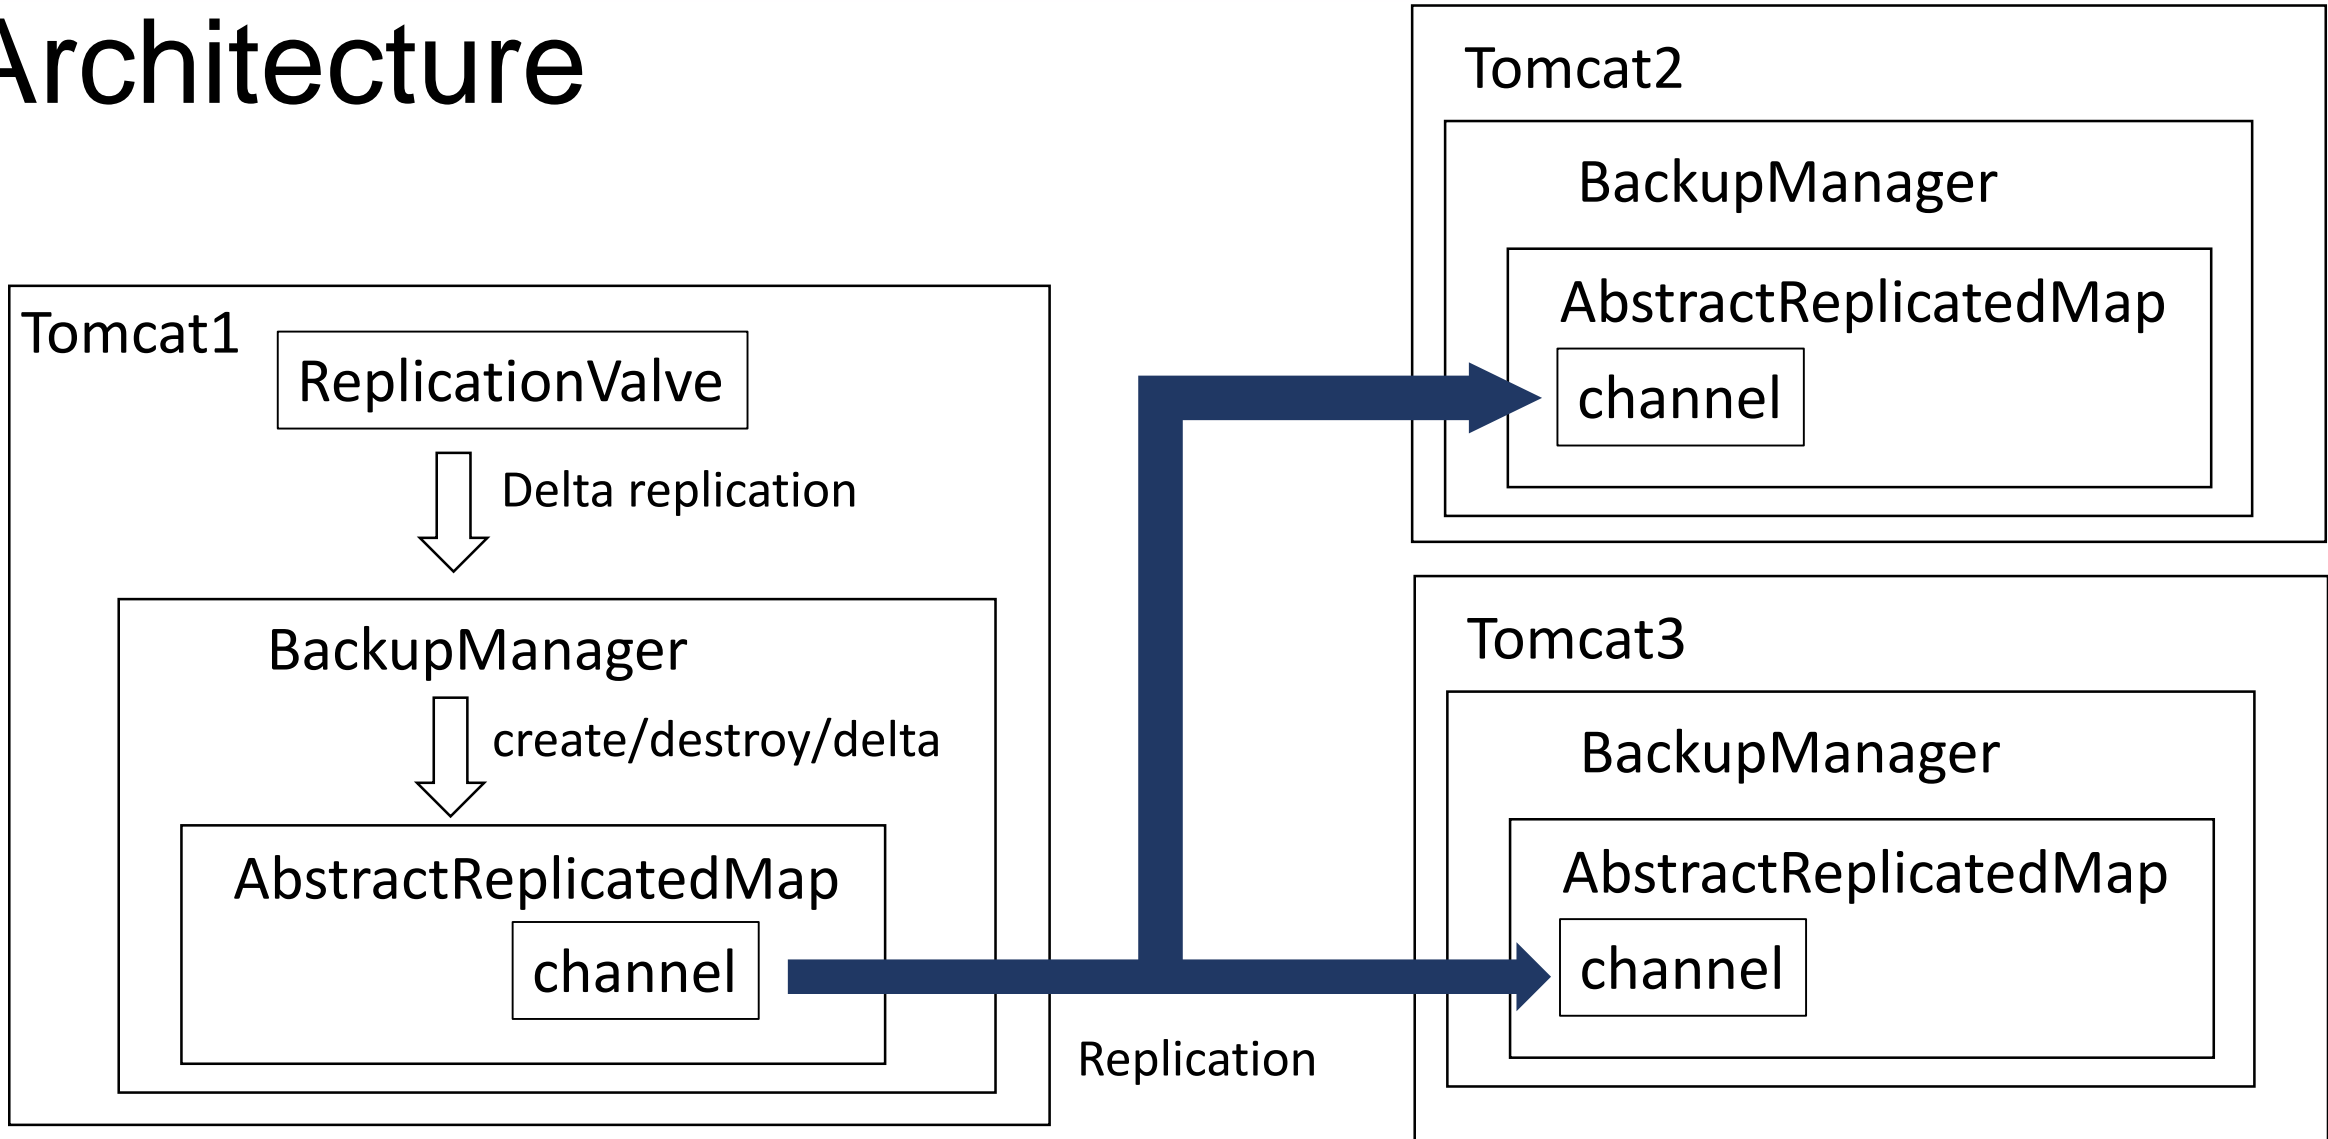 Architecture
Tomcat1
ReplicationValve
Delta replication
BackupManager
create/destroy/delta
AbstractReplicatedMap
channel
Replication
Tomcat2
BackupManager
AbstractReplicatedMap
channel
Tomcat3
BackupManager
AbstractReplicatedMap
channel